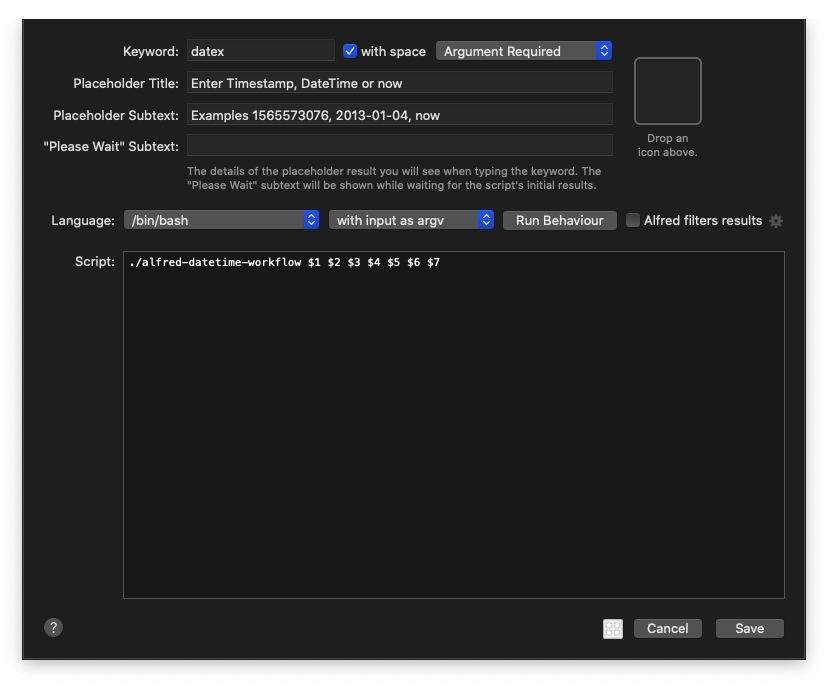 Keyword: datex with space Argument Required
Placeholder Title: Enter Timestamp, DateTime or now
Placeholder Subtext: Examples 1565573076, 2013-01-04, now
"Please Wait" Subtext:
Drop an
icon above.
The details of the placeholder result you will see when typing the keyword. The
"Please Wait" subtext will be shown while waiting for the script's initial results.
Language: /bin/bash with input as argv Run Behaviour Alfred filters results
Script: ./alfred-datetime-workflow $1 $2 $3 $4 $5 $6 $7
? Cancel Save